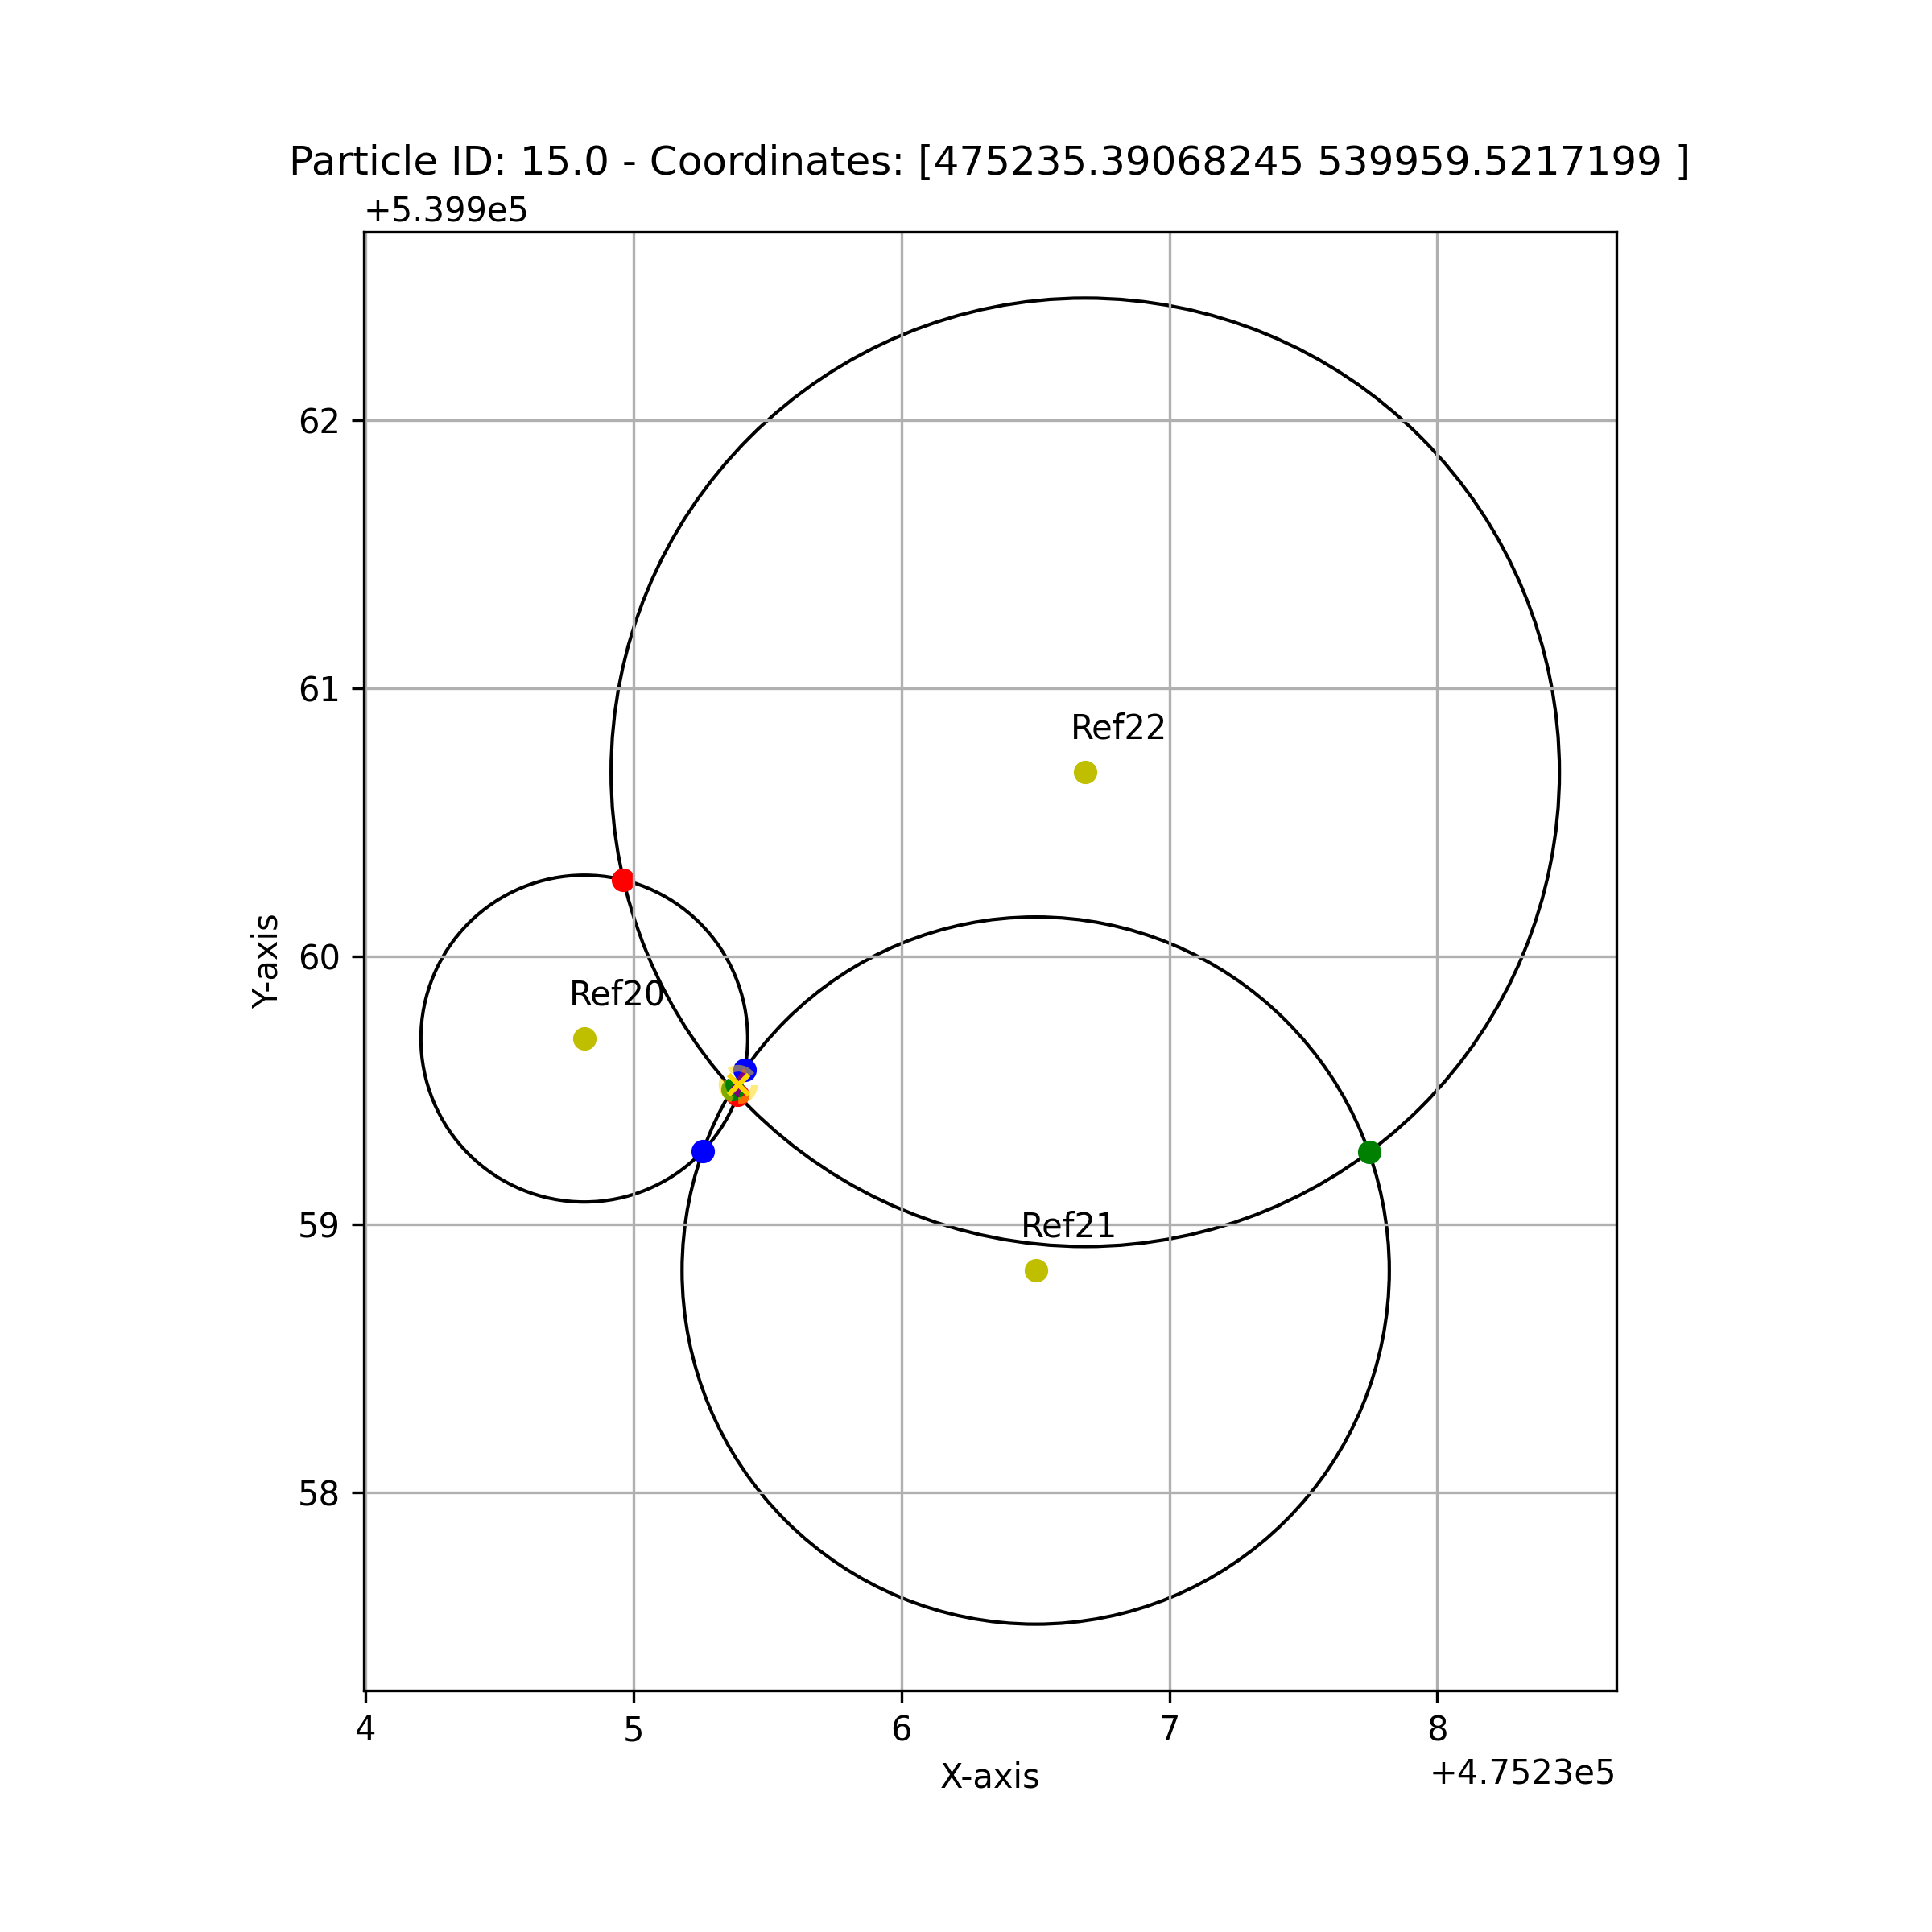 Particle ID: 15.0 - Coordinates: [475235.39068245 539959.5217199 ]
+5.399e5
62
61
Ref22
60
Ref20
Y-axis
59
Ref21
58
4 5 6 7 8
X-axis
+4.7523e5